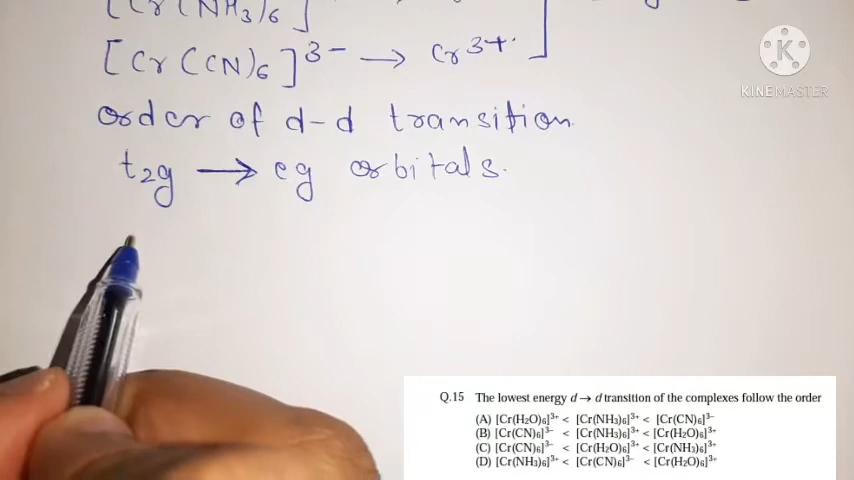 [Cr(NH3)6]
[Cr(CN)6]3- → Cr3+.
KINEMASTER
order of d-d transition
t2g → eg orbitals.
Q.15 The lowest energy d → d transition of the complexes follow the order
(A) [Cr(H2O)6]3+ < [Cr(NH3)6]3+ < [Cr(CN)6]3-
(B) [Cr(CN)6]3- < [Cr(NH3)6]3+ < [Cr(H2O)6]3+
(C) [Cr(CN)6]3- < [Cr(H2O)6]3+ < [Cr(NH3)6]3+
(D) [Cr(NH3)6]3+ < [Cr(CN)6]3- < [Cr(H2O)6]3+